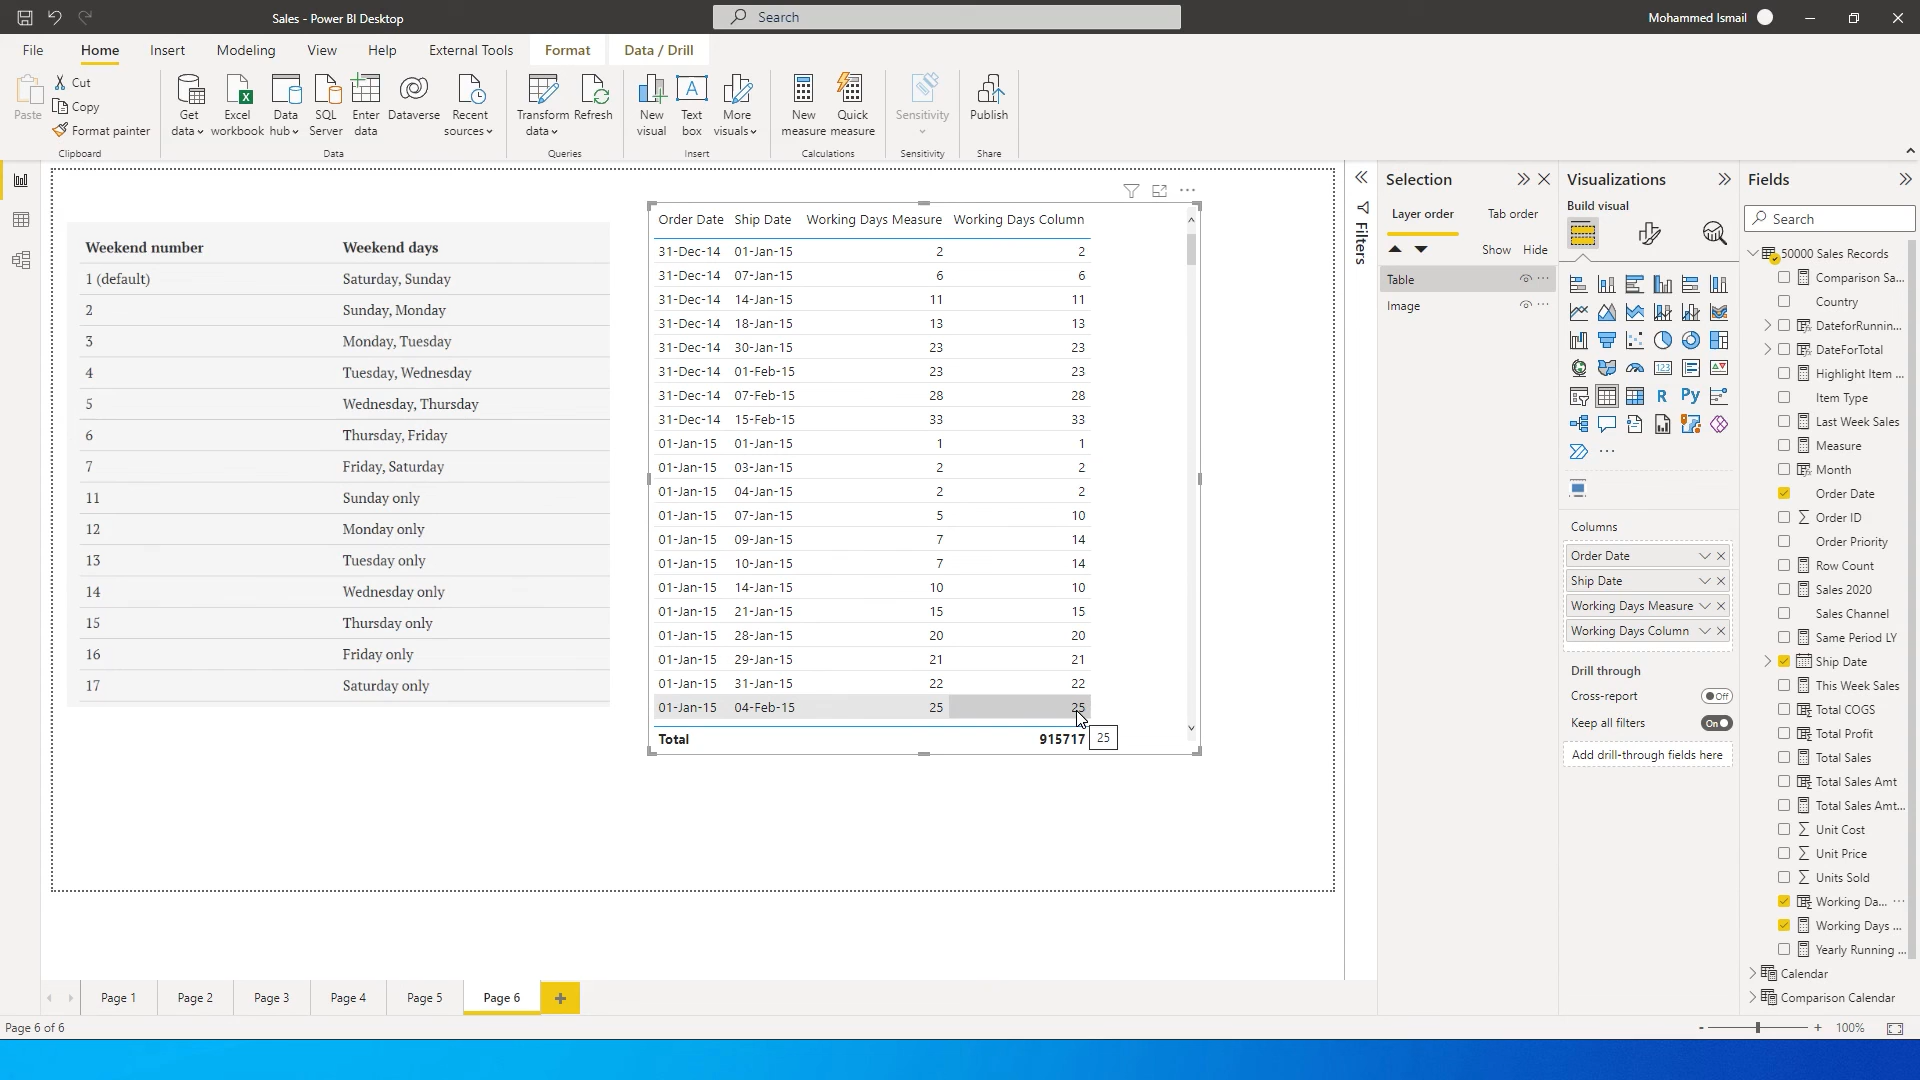 Sales - Power BI Desktop
Search
Mohammed Ismail
File Home Insert Modeling View Help External Tools Format Data / Drill
Paste
Cut
Copy
Format painter
Clipboard
Get data
Excel workbook
Data hub
SQL Server
Enter data
Dataverse
Recent sources
Data
Transform data
Refresh
Queries
New visual
Text box
More visuals
Insert
New measure
Quick measure
Calculations
Sensitivity
Sensitivity
Publish
Share
Weekend number Weekend days
1 (default) Saturday, Sunday
2 Sunday, Monday
3 Monday, Tuesday
4 Tuesday, Wednesday
5 Wednesday, Thursday
6 Thursday, Friday
7 Friday, Saturday
11 Sunday only
12 Monday only
13 Tuesday only
14 Wednesday only
15 Thursday only
16 Friday only
17 Saturday only
Order Date Ship Date Working Days Measure Working Days Column
31-Dec-14 01-Jan-15 2 2
31-Dec-14 07-Jan-15 6 6
31-Dec-14 14-Jan-15 11 11
31-Dec-14 18-Jan-15 13 13
31-Dec-14 30-Jan-15 23 23
31-Dec-14 01-Feb-15 23 23
31-Dec-14 07-Feb-15 28 28
31-Dec-14 15-Feb-15 33 33
01-Jan-15 01-Jan-15 1 1
01-Jan-15 03-Jan-15 2 2
01-Jan-15 04-Jan-15 2 2
01-Jan-15 07-Jan-15 5 10
01-Jan-15 09-Jan-15 7 14
01-Jan-15 10-Jan-15 7 14
01-Jan-15 14-Jan-15 10 10
01-Jan-15 21-Jan-15 15 15
01-Jan-15 28-Jan-15 20 20
01-Jan-15 29-Jan-15 21 21
01-Jan-15 31-Jan-15 22 22
01-Jan-15 04-Feb-15 25 25
Total 915717
25
Filters
Selection
Layer order Tab order
Show Hide
Table
Image
Visualizations
Build visual
123
R Py
Columns
Order Date
Ship Date
Working Days Measure
Working Days Column
Drill through
Cross-report Off
Keep all filters On
Add drill-through fields here
Fields
Search
50000 Sales Records
Comparison Sa...
Country
DateforRunnin...
DateForTotal
Highlight Item ...
Item Type
Last Week Sales
Measure
Month
Order Date
Order ID
Order Priority
Row Count
Sales 2020
Sales Channel
Same Period LY
Ship Date
This Week Sales
Total COGS
Total Profit
Total Sales
Total Sales Amt
Total Sales Amt...
Unit Cost
Unit Price
Units Sold
Working Da... ...
Working Days ...
Yearly Running ...
Calendar
Comparison Calendar
Page 1 Page 2 Page 3 Page 4 Page 5 Page 6 +
Page 6 of 6
- + 100%